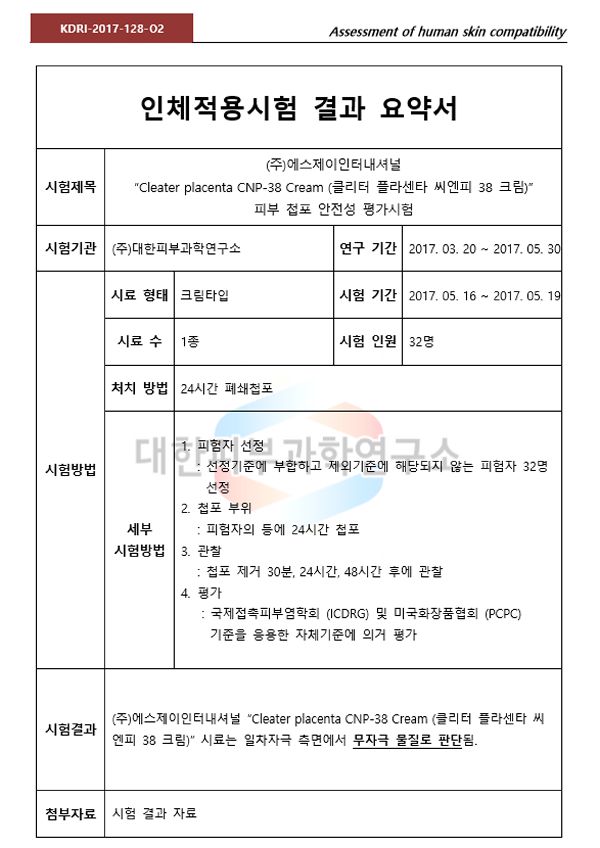 KDRI-2017-128-O2
Assessment of human skin compatibility
인체적용시험 결과 요약서
시험제목
(주)에스제이인터내셔널
“Cleater placenta CNP-38 Cream (클리터 플라센타 씨엔피 38 크림)”
피부 첩포 안전성 평가시험
시험기관
(주)대한피부과학연구소
연구 기간
2017. 03. 20 ~ 2017. 05. 30
시험방법
시료 형태
크림타입
시험 기간
2017. 05. 16 ~ 2017. 05. 19
시료 수
1종
시험 인원
32명
처치 방법
24시간 폐쇄첩포
대한피부과학연구소
세부
시험방법
1. 피험자 선정
: 선정기준에 부합하고 제외기준에 해당되지 않는 피험자 32명
선정
2. 첩포 부위
: 피험자의 등에 24시간 첩포
3. 관찰
: 첩포 제거 30분, 24시간, 48시간 후에 관찰
4. 평가
: 국제접촉피부염학회 (ICDRG) 및 미국화장품협회 (PCPC)
기준을 응용한 자체기준에 의거 평가
시험결과
(주)에스제이인터내셔널 “Cleater placenta CNP-38 Cream (클리터 플라센타 씨
엔피 38 크림)” 시료는 일차자극 측면에서 무자극 물질로 판단됨.
첨부자료
시험 결과 자료